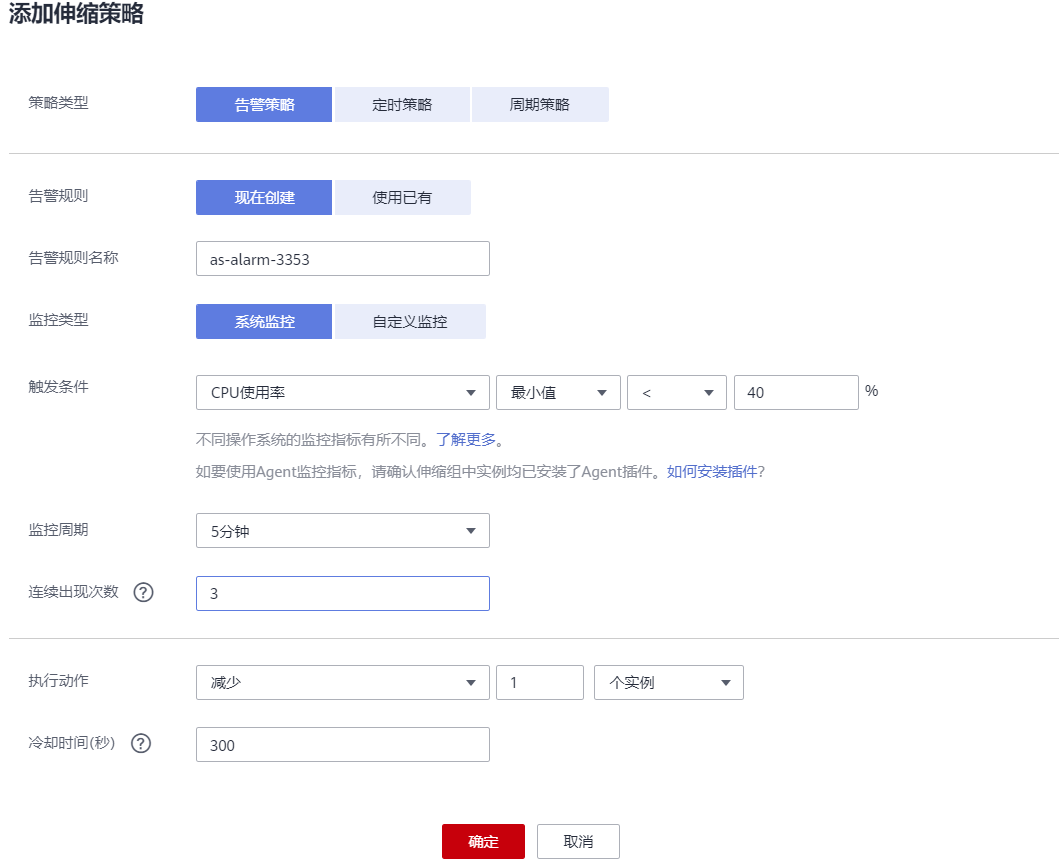 添加伸缩策略
策略类型 告警策略 定时策略 周期策略
告警规则 现在创建 使用已有
告警规则名称 as-alarm-3353
监控类型 系统监控 自定义监控
触发条件 CPU使用率 最小值 < 40 %
不同操作系统的监控指标有所不同。了解更多。
如要使用Agent监控指标，请确认伸缩组中实例均已安装了Agent插件。如何安装插件?
监控周期 5分钟
连续出现次数 ? 3
执行动作 减少 1 个实例
冷却时间(秒) ? 300
确定 取消